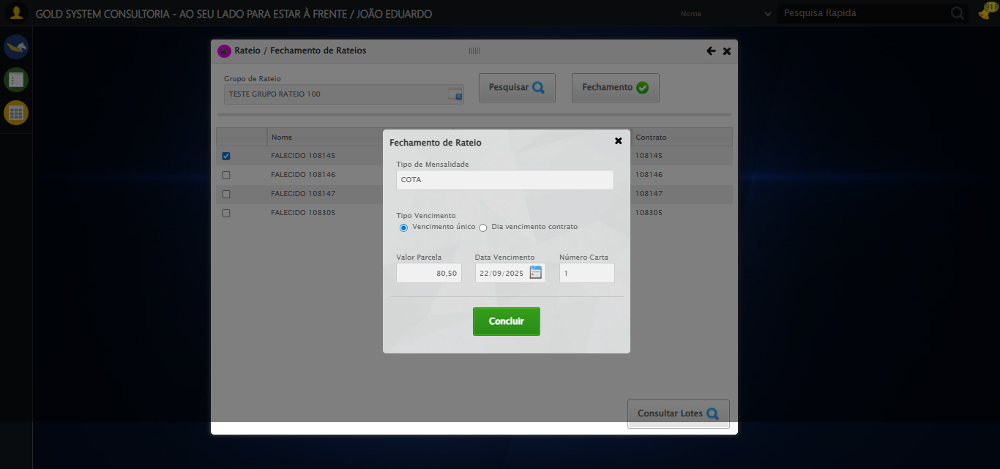 GOLD SYSTEM CONSULTORIA - AO SEU LADO PARA ESTAR À FRENTE / JOÃO EDUARDO
Nome
Pesquisa Rapida
918
Rateio / Fechamento de Rateios
Grupo de Rateio
TESTE GRUPO RATEIO 100
Pesquisar
Fechamento
Nome
Contrato
FALECIDO 108145
108145
FALECIDO 108146
108146
FALECIDO 108147
108147
FALECIDO 108305
108305
Fechamento de Rateio
Tipo de Mensalidade
COTA
Tipo Vencimento
Vencimento único
Dia vencimento contrato
Valor Parcela
Data Vencimento
Número Carta
80,50
22/09/2025
1
Concluir
Consultar Lotes